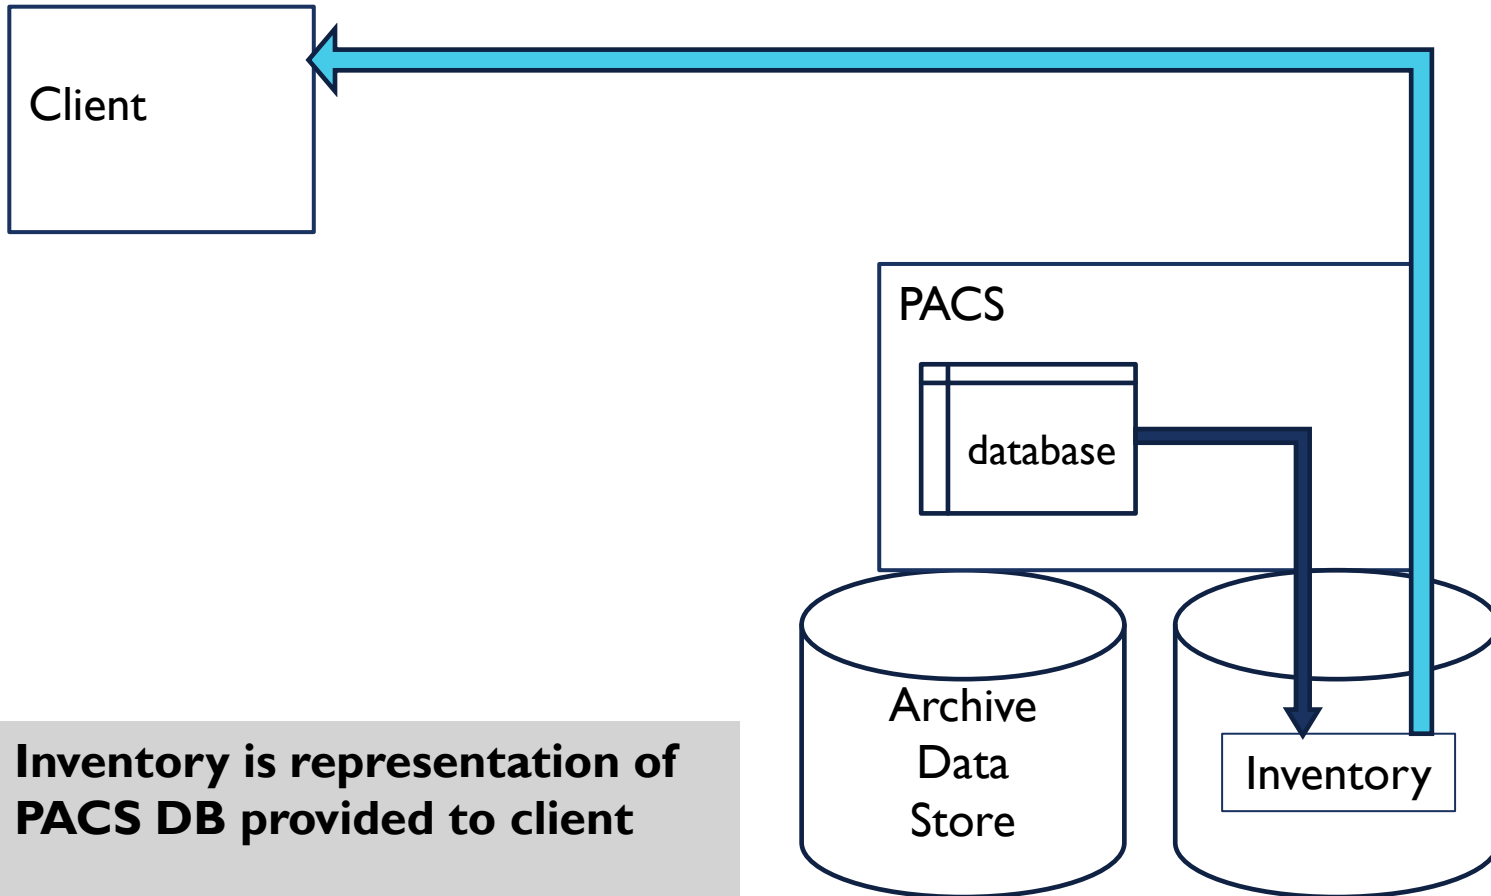 Client
PACS
database
Archive
Data
Store
Inventory
Inventory is representation of
PACS DB provided to client